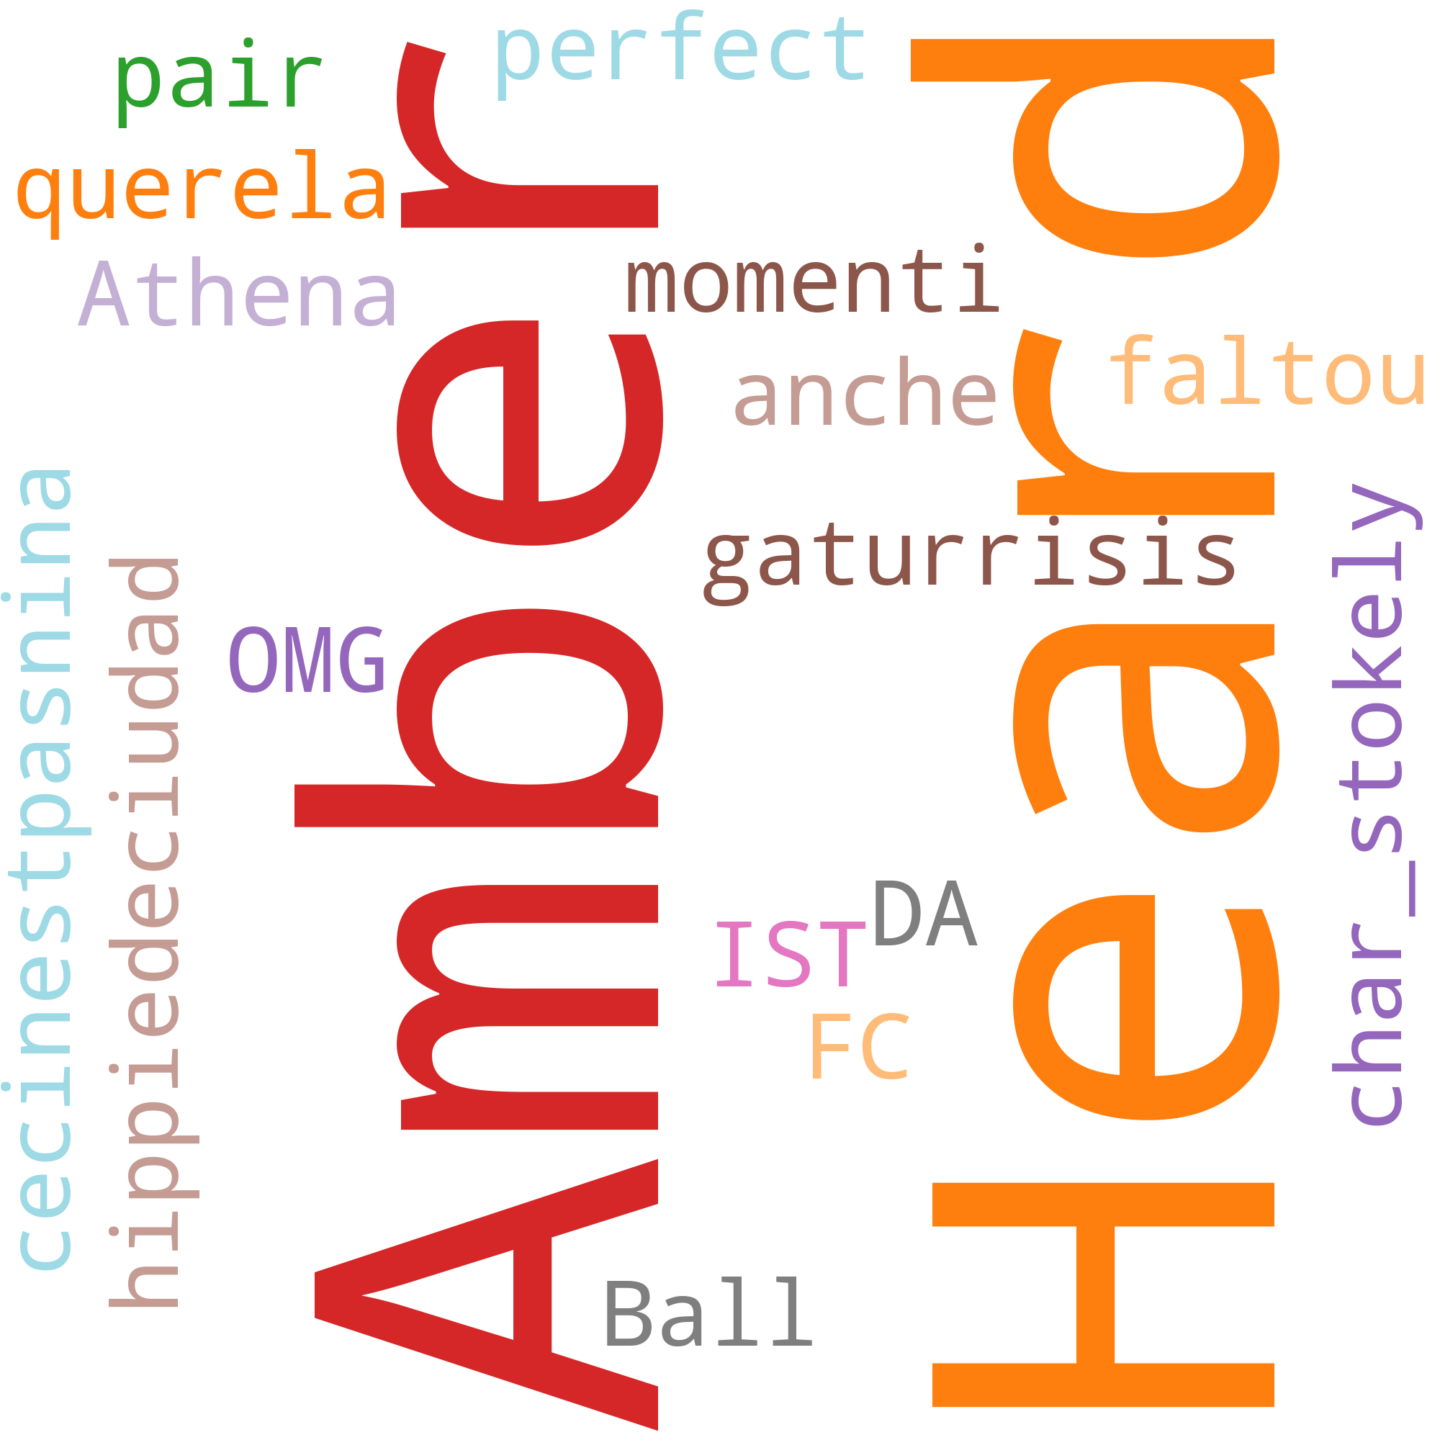 perfect
pair
querela
Athena
momenti
anche
faltou
Amber
Heard
gaturrisis
OMG
cecinestpasnina
hippiedeciudad
char_stokely
DA
IST
FC
Ball